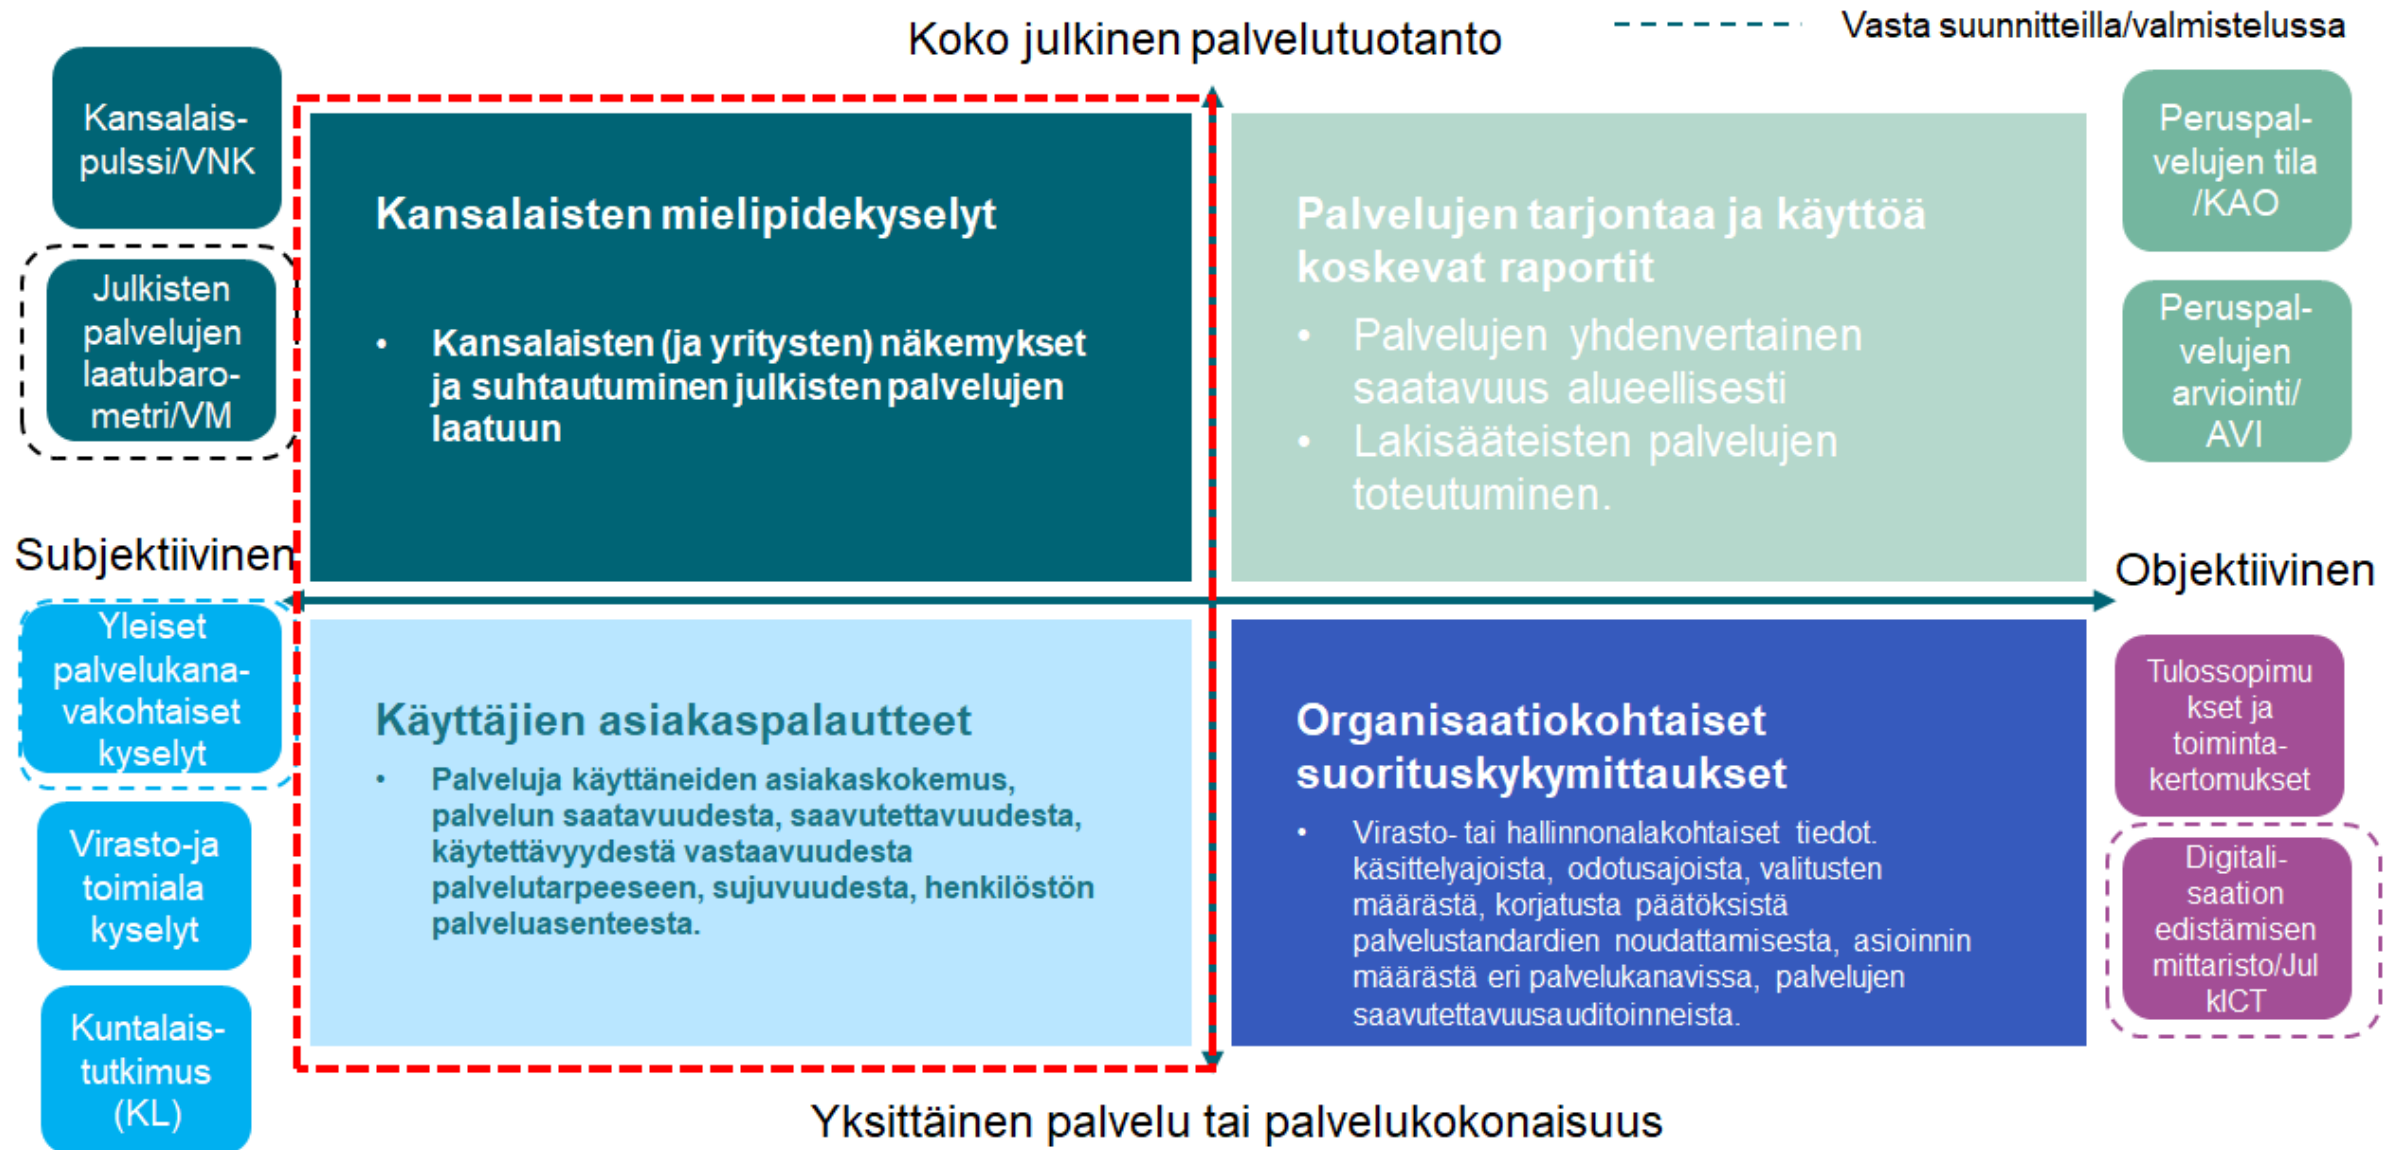 Koko julkinen palvelutuotanto
Vasta suunnitteilla/valmistelussa
Kansalais-
pulssi/VNK
Julkisten
palvelujen
laatubaro-
metri/VM
Kansalaisten mielipidekyselyt
• Kansalaisten (ja yritysten) näkemykset
ja suhtautuminen julkisten palvelujen
laatuun
Palvelujen tarjontaa ja käyttöä
koskevat raportit
• Palvelujen yhdenvertainen
saatavuus alueellisesti
• Lakisääteisten palvelujen
toteutuminen.
Peruspal-
velujen tila
/KAO
Peruspal-
velujen
arviointi/
AVI
Subjektiivinen
Objektiivinen
Yleiset
palvelukana-
vakohtaiset
kyselyt
Virasto-ja
toimiala
kyselyt
Kuntalais-
tutkimus
(KL)
Käyttäjien asiakaspalautteet
• Palveluja käyttäneiden asiakaskokemus,
palvelun saatavuudesta, saavutettavuudesta,
käytettävyydestä vastaavuudesta
palvelutarpeeseen, sujuvuudesta, henkilöstön
palveluasenteesta.
Organisaatiokohtaiset
suorituskykymittaukset
• Virasto- tai hallinnonalakohtaiset tiedot.
käsittelyajoista, odotusajoista, valitusten
määrästä, korjatusta päätöksistä
palvelustandardien noudattamisesta, asioinnin
määrästä eri palvelukanavissa, palvelujen
saavutettavuusauditoinneista.
Tulossopimu
kset ja
toiminta-
kertomukset
Digitali-
saation
edistämisen
mittaristo/Jul
kICT
Yksittäinen palvelu tai palvelukokonaisuus